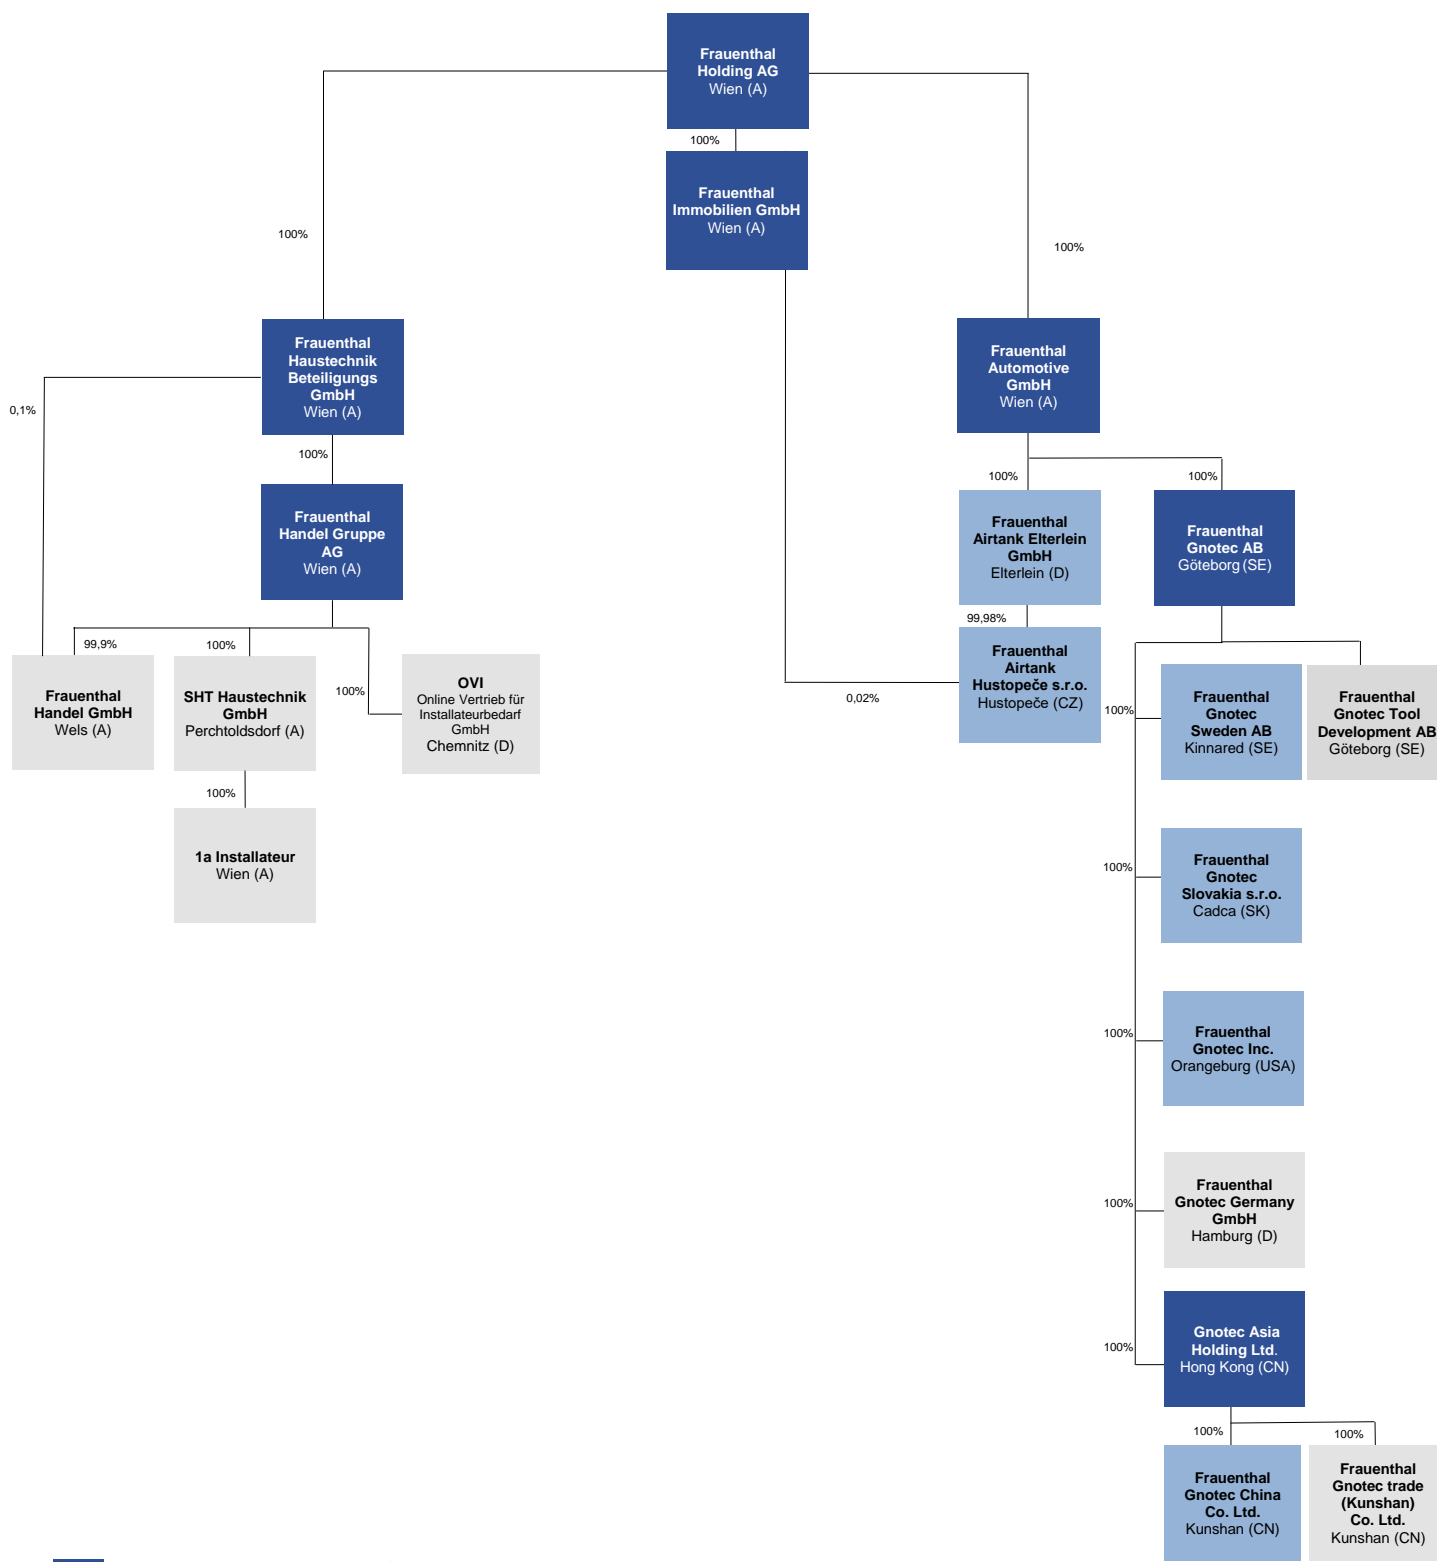 Frauenthal
Holding AG
Wien (A)
100%
Frauenthal
Immobilien GmbH
Wien (A)
100%
100%
Frauenthal
Haustechnik
Beteiligungs
GmbH
Wien (A)
0,1%
100%
Frauenthal
Handel Gruppe
AG
Wien (A)
99,9%
100%
100%
Frauenthal
Handel GmbH
Wels (A)
SHT Haustechnik
GmbH
Perchtoldsdorf (A)
OVI
Online Vertrieb für
Installateurbedarf
GmbH
Chemnitz (D)
100%
1a Installateur
Wien (A)
Frauenthal
Automotive
GmbH
Wien (A)
100%
100%
Frauenthal
Airtank Elterlein
GmbH
Elterlein (D)
99,98%
0,02%
Frauenthal
Airtank
Hustopeče s.r.o.
Hustopeče (CZ)
Frauenthal
Gnotec AB
Göteborg (SE)
100%
Frauenthal
Gnotec
Sweden AB
Kinnared (SE)
Frauenthal
Gnotec Tool
Development AB
Göteborg (SE)
100%
Frauenthal
Gnotec
Slovakia s.r.o.
Cadca (SK)
100%
Frauenthal
Gnotec Inc.
Orangeburg (USA)
100%
Frauenthal
Gnotec Germany
GmbH
Hamburg (D)
100%
Gnotec Asia
Holding Ltd.
Hong Kong (CN)
100%
100%
Frauenthal
Gnotec China
Co. Ltd.
Kunshan (CN)
Frauenthal
Gnotec trade
(Kunshan)
Co. Ltd.
Kunshan (CN)